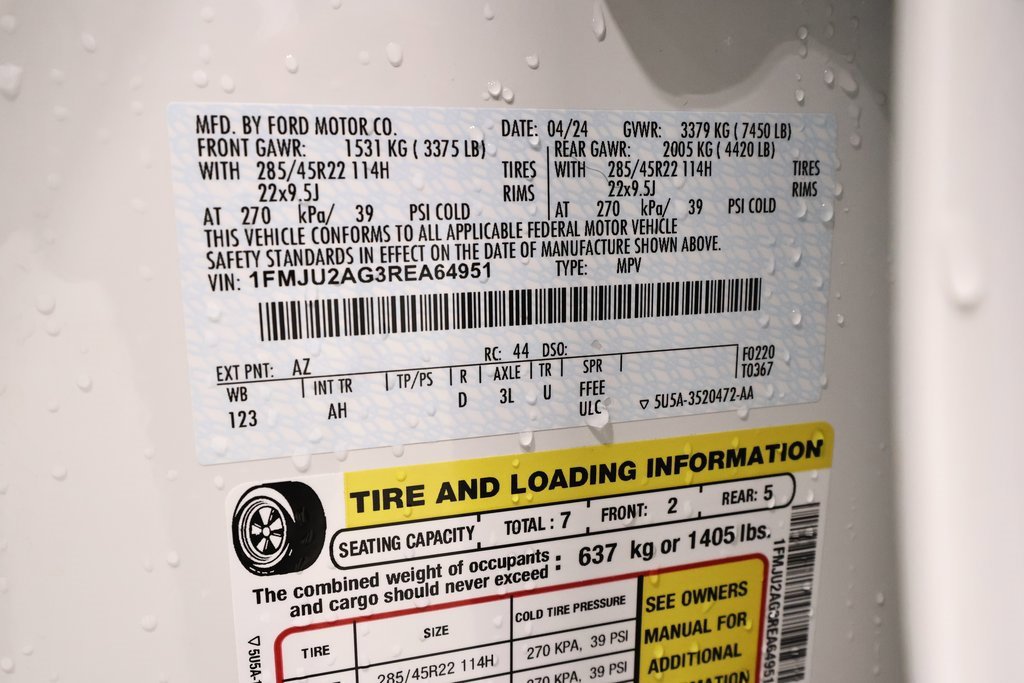 MFD. BY FORD MOTOR CO. DATE: 04/24 GVWR: 3379 KG ( 7450 LB)
FRONT GAWR: 1531 KG ( 3375 LB) REAR GAWR: 2005 KG ( 4420 LB)
WITH 285/45R22 114H TIRES WITH 285/45R22 114H TIRES
22x9.5J RIMS 22x9.5J RIMS
AT 270 kPa/ 39 PSI COLD AT 270 kPa/ 39 PSI COLD
THIS VEHICLE CONFORMS TO ALL APPLICABLE FEDERAL MOTOR VEHICLE
SAFETY STANDARDS IN EFFECT ON THE DATE OF MANUFACTURE SHOWN ABOVE.
VIN: 1FMJU2AG3REA64951 TYPE: MPV
EXT PNT: AZ RC: 44 DSO: F0220
WB INT TR TP/PS R AXLE TR SPR T0367
123 AH D 3L U FFEE
ULC ▽ 5U5A-3520472-AA
TIRE AND LOADING INFORMATION
SEATING CAPACITY TOTAL : 7 FRONT: 2 REAR: 5
The combined weight of occupants
and cargo should never exceed : 637 kg or 1405 lbs.
TIRE SIZE COLD TIRE PRESSURE
285/45R22 114H 270 KPA, 39 PSI
270 KPA, 39 PSI
SEE OWNERS
MANUAL FOR
ADDITIONAL
1FMJU2AG3REA64951
▽ 5U5A-